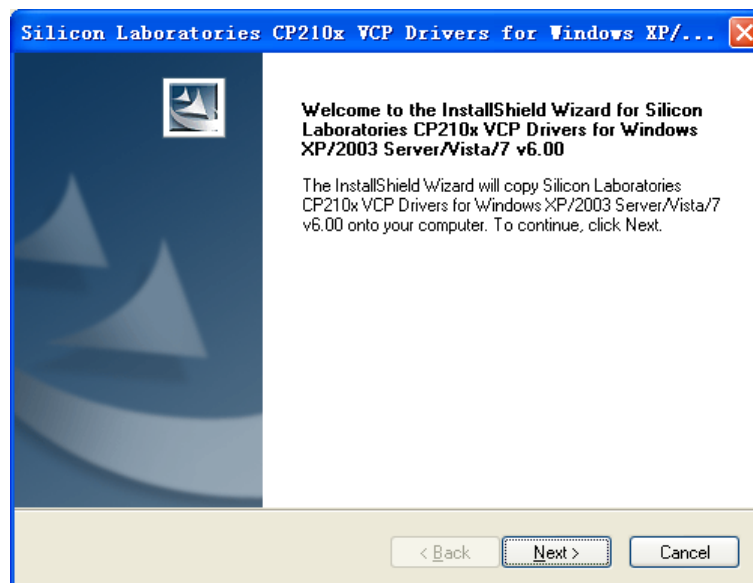 Silicon Laboratories CP210x VCP Drivers for Windows XP/...
Welcome to the InstallShield Wizard for Silicon
Laboratories CP210x VCP Drivers for Windows
XP/2003 Server/Vista/7 v6.00
The InstallShield Wizard will copy Silicon Laboratories
CP210x VCP Drivers for Windows XP/2003 Server/Vista/7
v6.00 onto your computer. To continue, click Next.
< Back Next > Cancel